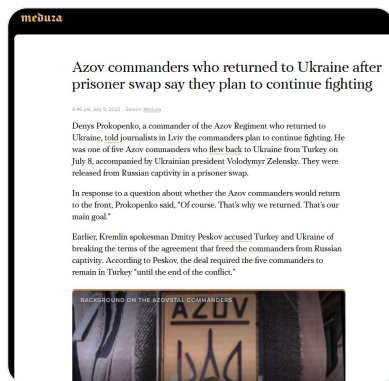 meduza
Azov commanders who returned to Ukraine after
prisoner swap say they plan to continue fighting
6:46 pm, July 9, 2023 · Source: Meduza
Denys Prokopenko, a commander of the Azov Regiment who returned to
Ukraine, told journalists in Lviv the commanders plan to continue fighting. He
was one of five Azov commanders who flew back to Ukraine from Turkey on
July 8, accompanied by Ukrainian president Volodymyr Zelensky. They were
released from Russian captivity in a prisoner swap.
In response to a question about whether the Azov commanders would return
to the front, Prokopenko said, “Of course. That’s why we returned. That’s our
main goal.”
Earlier, Kremlin spokesman Dmitry Peskov accused Turkey and Ukraine of
breaking the terms of the agreement that freed the commanders from Russian
captivity. According to Peskov, the deal required the five commanders to
remain in Turkey “until the end of the conflict.”
BACKGROUND ON THE AZOVSTAL COMMANDERS
AZOV